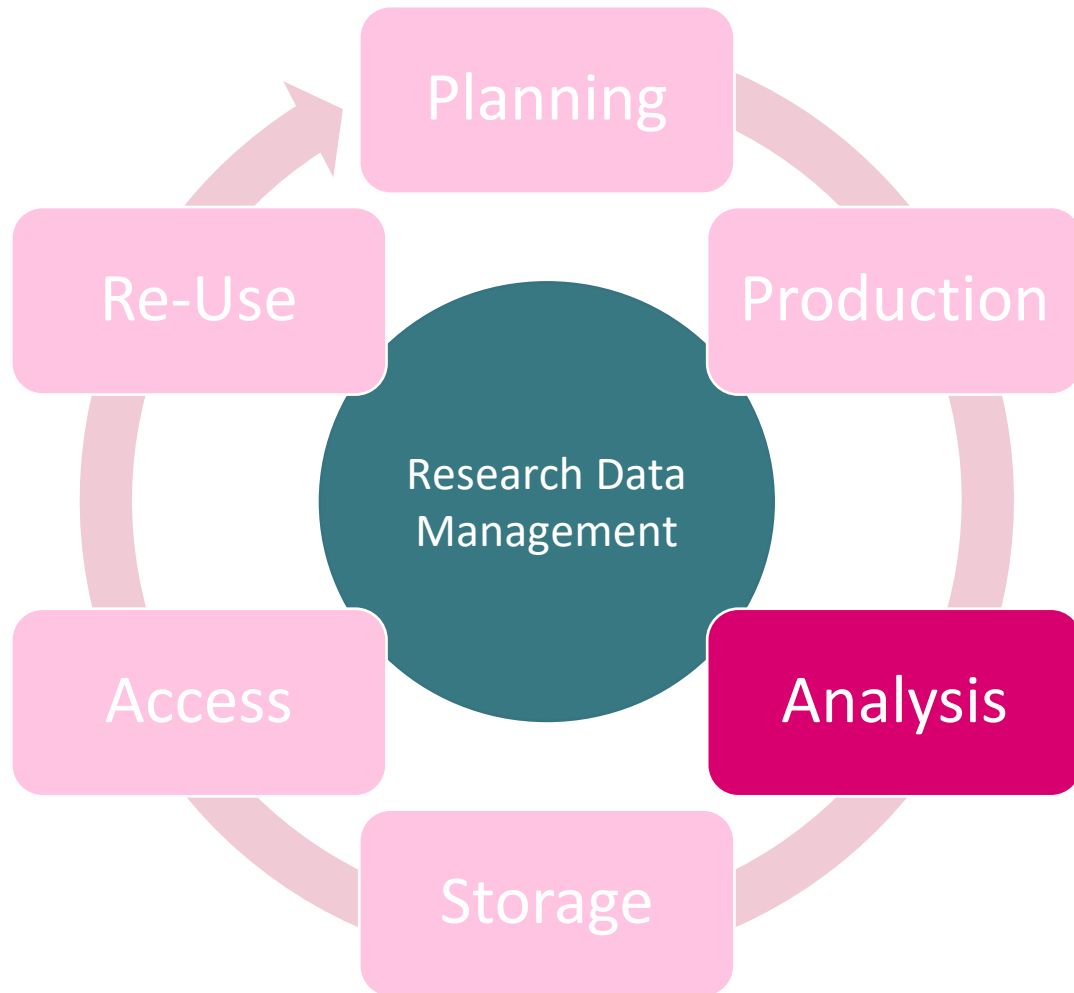 Planning
Production
Analysis
Storage
Access
Re-Use
Research Data
Management